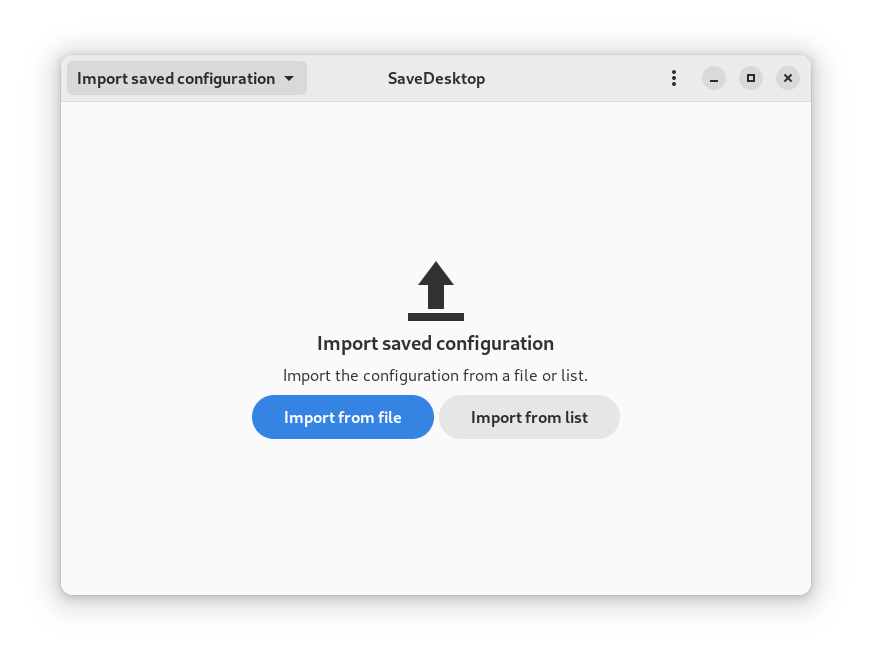 Import saved configuration
SaveDesktop
Import saved configuration
Import the configuration from a file or list.
Import from file
Import from list